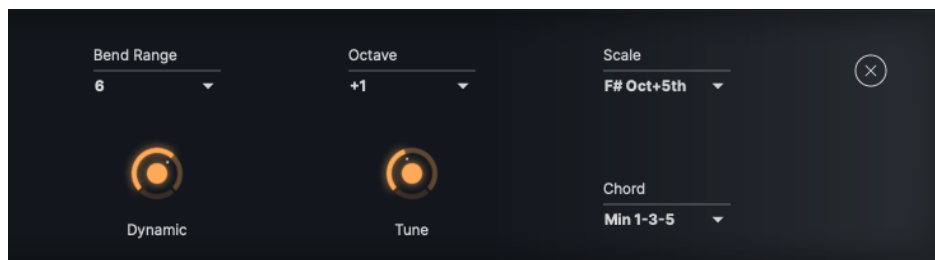 Bend Range
6
Octave
+1
Scale
F# Oct+5th
Dynamic
Tune
Chord
Min 1-3-5